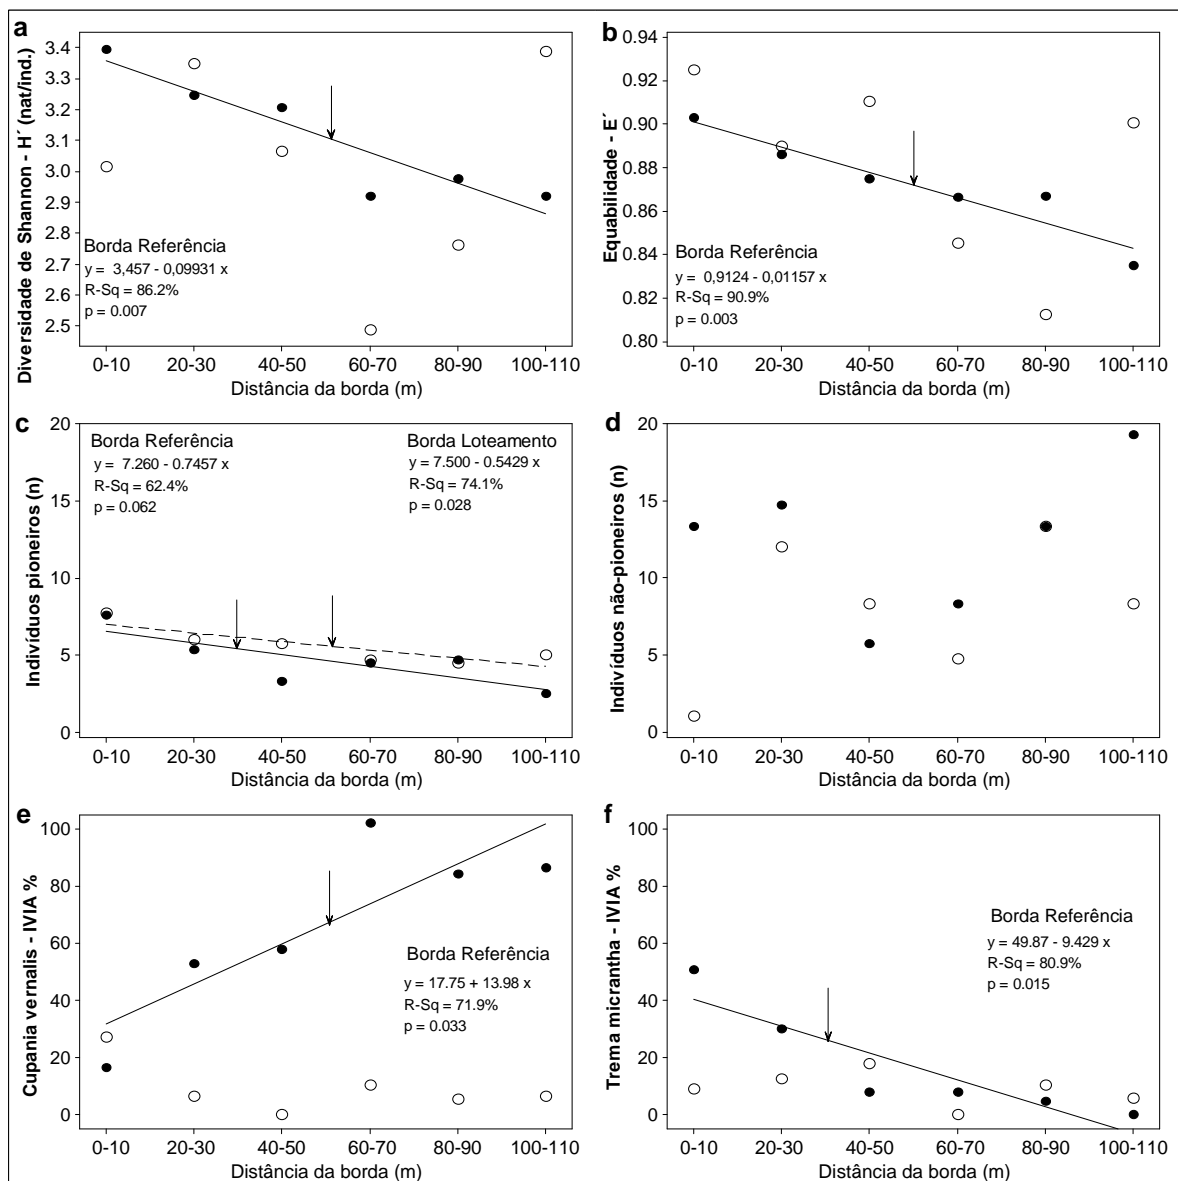 a
Diversidade de Shannon - H´ (nat/ind.)
3.4
3.3
3.2
3.1
3.0
2.9
2.8
2.7
2.6
2.5
Borda Referência
y = 3,457 - 0,09931 x
R-Sq = 86.2%
p = 0.007
0-10 20-30 40-50 60-70 80-90 100-110
Distância da borda (m)
b
Equabilidade - E´
0.94
0.92
0.90
0.88
0.86
0.84
0.82
0.80
Borda Referência
y = 0,9124 - 0,01157 x
R-Sq = 90.9%
p = 0.003
0-10 20-30 40-50 60-70 80-90 100-110
Distância da borda (m)
c
Indivíduos pioneiros (n)
20
15
10
5
0
Borda Referência
y = 7.260 - 0.7457 x
R-Sq = 62.4%
p = 0.062
Borda Loteamento
y = 7.500 - 0.5429 x
R-Sq = 74.1%
p = 0.028
0-10 20-30 40-50 60-70 80-90 100-110
Distância da borda (m)
d
Indivíduos não-pioneiros (n)
20
15
10
5
0
0-10 20-30 40-50 60-70 80-90 100-110
Distância da borda (m)
e
Cupania vernalis - IVIA %
100
80
60
40
20
0
Borda Referência
y = 17.75 + 13.98 x
R-Sq = 71.9%
p = 0.033
0-10 20-30 40-50 60-70 80-90 100-110
Distância da borda (m)
f
Trema micrantha - IVIA %
100
80
60
40
20
0
Borda Referência
y = 49.87 - 9.429 x
R-Sq = 80.9%
p = 0.015
0-10 20-30 40-50 60-70 80-90 100-110
Distância da borda (m)